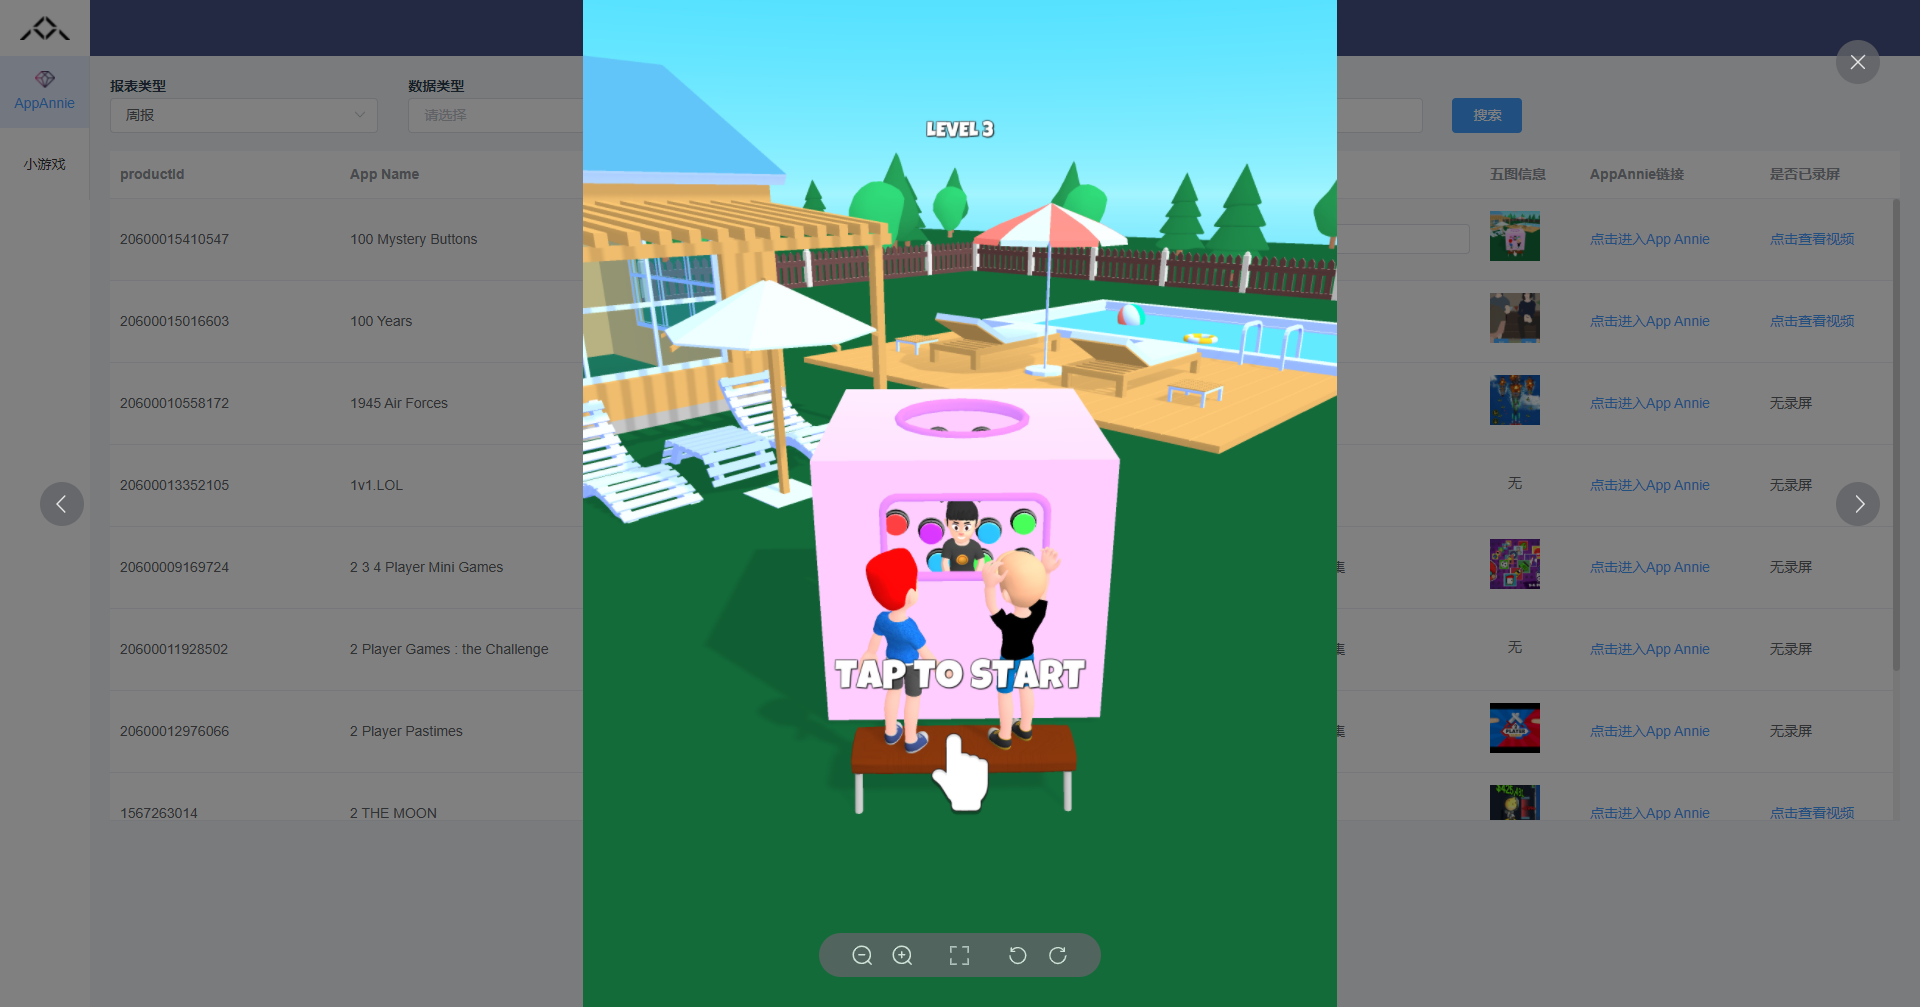 AppAnnie
小游戏
报表类型
数据类型
周报
请选择
搜索
LEVEL 3
productId
App Name
五图信息
AppAnnie链接
是否已录屏
20600015410547
100 Mystery Buttons
点击进入App Annie
点击查看视频
20600015016603
100 Years
点击进入App Annie
点击查看视频
20600010558172
1945 Air Forces
点击进入App Annie
无录屏
20600013352105
1v1.LOL
无
点击进入App Annie
无录屏
20600009169724
2 3 4 Player Mini Games
集
点击进入App Annie
无录屏
20600011928502
2 Player Games : the Challenge
集
无
点击进入App Annie
无录屏
TAP TO START
20600012976066
2 Player Pastimes
集
PLAYER
点击进入App Annie
无录屏
1567263014
2 THE MOON
点击进入App Annie
点击查看视频